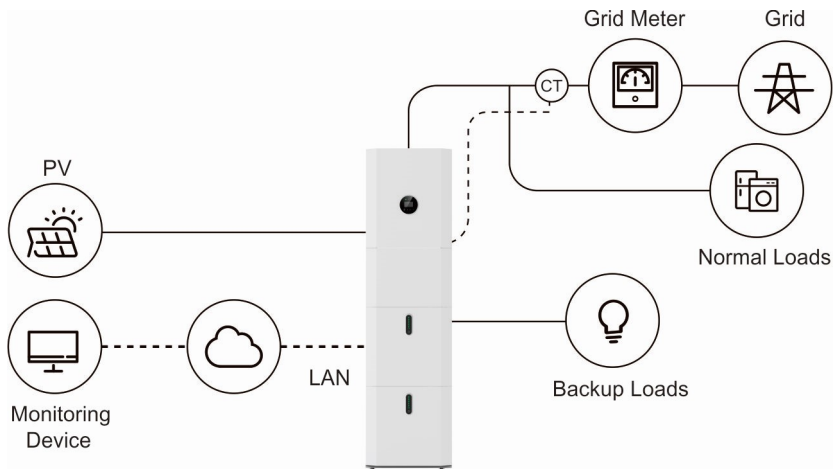 Grid Meter
Grid
CT
PV
Normal Loads
LAN
Backup Loads
Monitoring
Device